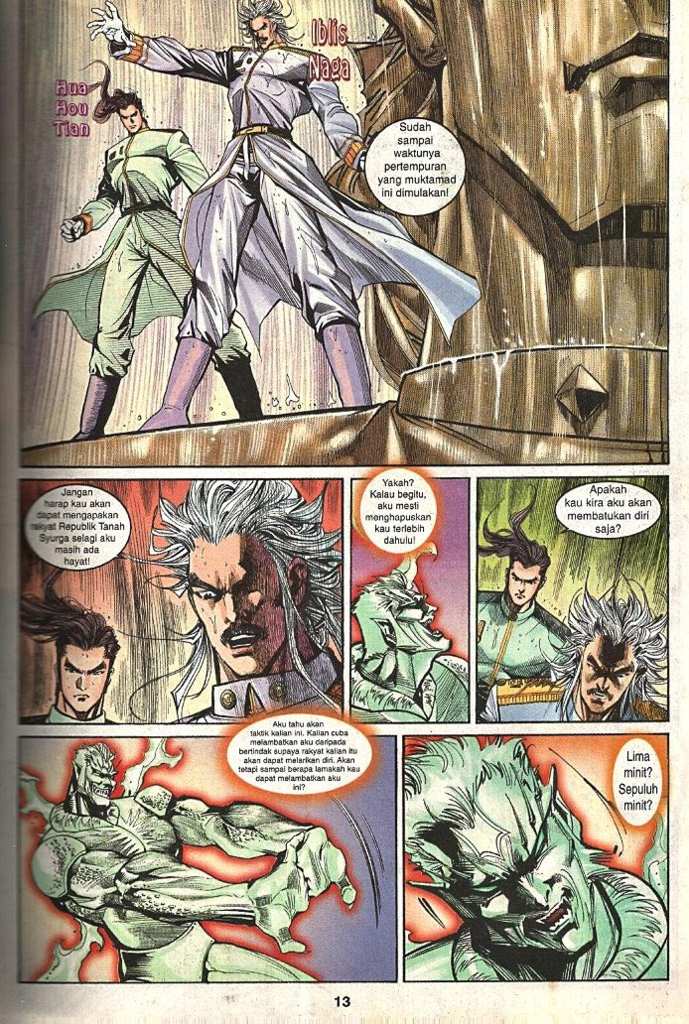 Iblis
Naga
Hua
Hou
Tian
Sudah
sampai
waktunya
pertempuran
yang muktamad
ini dimulakan!
Jangan
harap kau akan
dapat mengapakan
rakyat Republik Tanah
Syurga selagi aku
masih ada
hayat!
Yakah?
Kalau begitu,
aku mesti
menghapuskan
kau terlebih
dahulu!
Apakah
kau kira aku akan
membatukan diri
saja?
Aku tahu akan
taktik kalian ini. Kalian cuba
melambatkan aku daripada
bertindak supaya rakyat kalian itu
akan dapat melarikan diri. Akan
tetapi sampai berapa lamakah kau
dapat melambatkan aku
ini?
Lima
minit?
Sepuluh
minit?
13